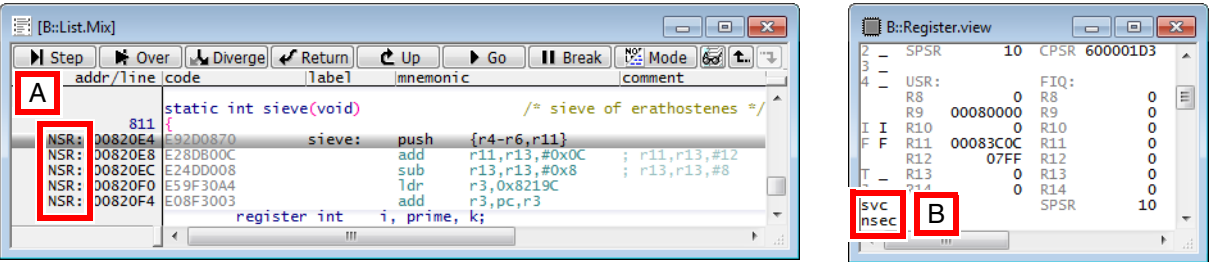 [B::List.Mix]
Step Over Diverge Return Up Go Break Mode
addr/line code label mnemonic comment
A
static int sieve(void) /* sieve of erathostenes */
811 {
NSR: 008220E4 E92D0870 sieve: push {r4-r6,r11}
NSR: 008220E8 E28DB00C add r11,r13,#0x0C ; r11,r13,#12
NSR: 008220EC E24DD008 sub r13,r13,#0x8 ; r13,r13,#8
NSR: 008220F0 E59F30A4 ldr r3,0x8219C
NSR: 008220F4 E08F3003 add r3,pc,r3
register int i, prime, k;
B::Register.view
2 _ SPSR 10 CPSR 600001D3
3 _
4 _ USR: FIQ:
R8 0 R8 0
R9 00080000 R9 0
I I R10 0 R10 0
F F R11 00083C0C R11 0
R12 07FF R12 0
T _ R13 0 R13 0
R14 0 R14 0
svc SPSR 10
nsec
B